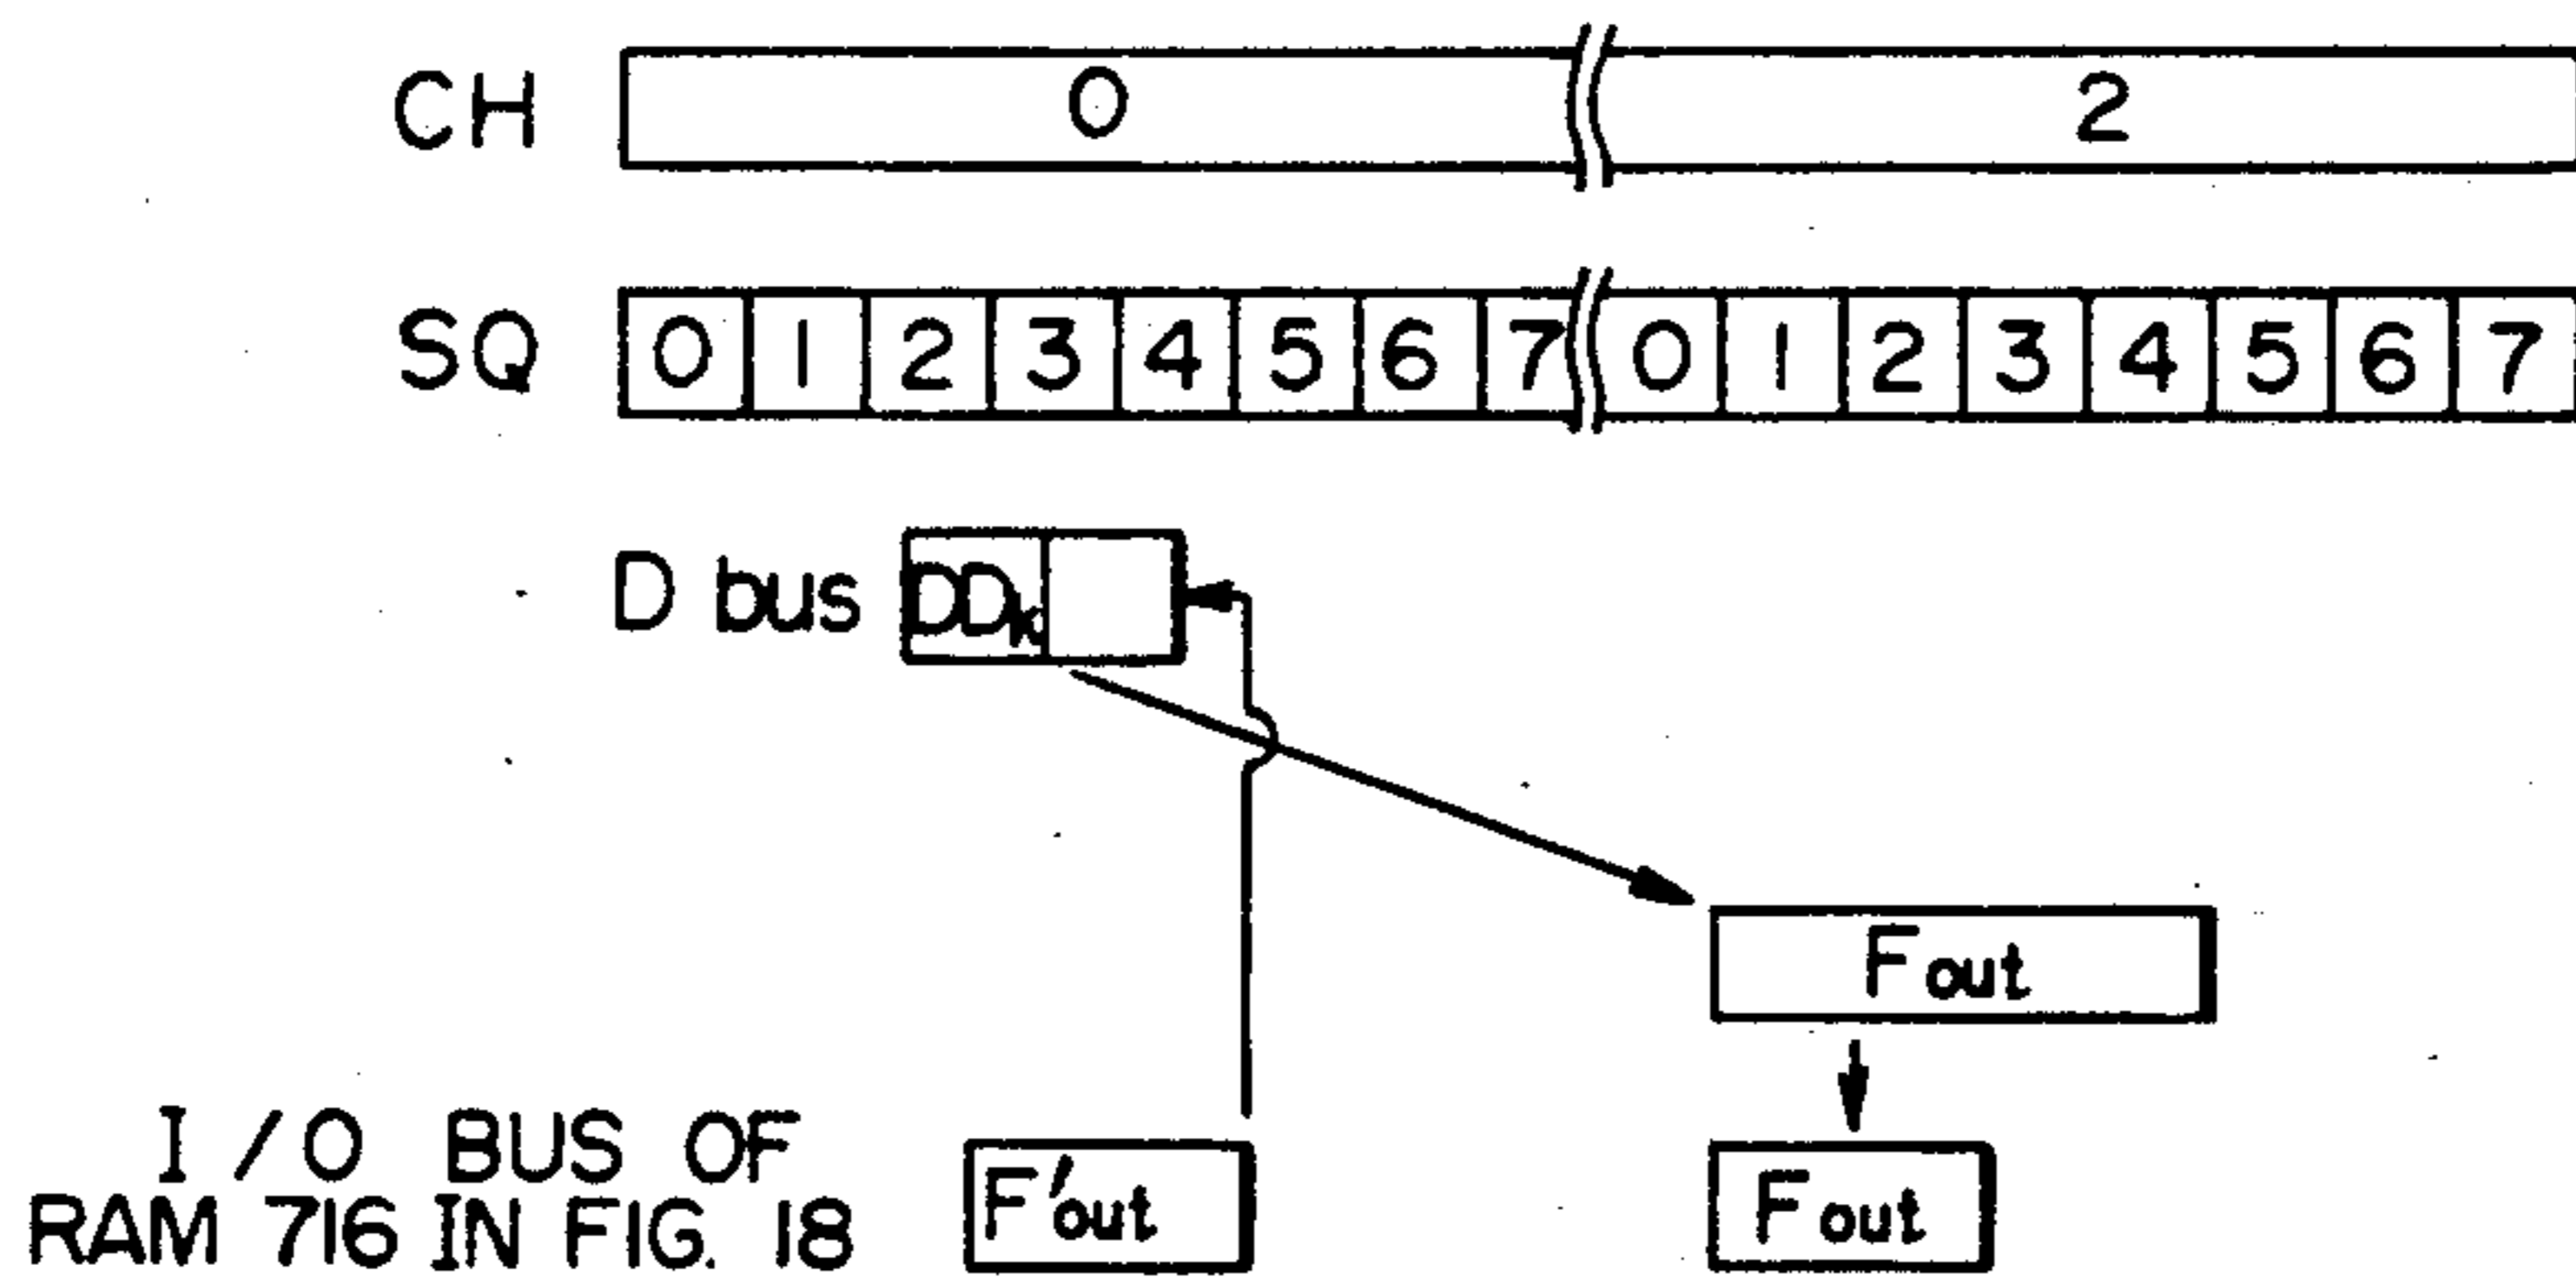 CH 0 2
SQ 0 1 2 3 4 5 6 7 0 1 2 3 4 5 6 7
D bus DDk
Fout
I/O BUS OF
RAM 716 IN FIG. 18 F'out Fout